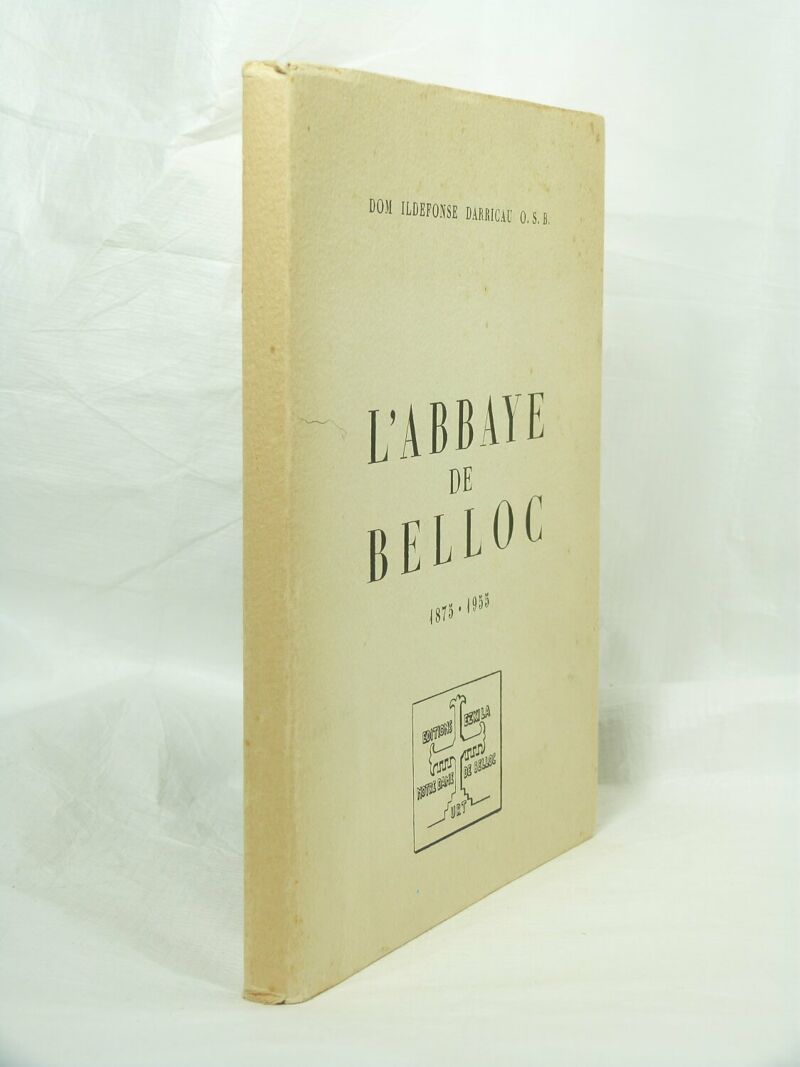 DOM ILDEFONSE DARRICAU O. S. B.
L'ABBAYE
DE
BELLOC
1875 • 1955
EDITIONS EZKILA
NOTRE DAME DE BELLOC
URT